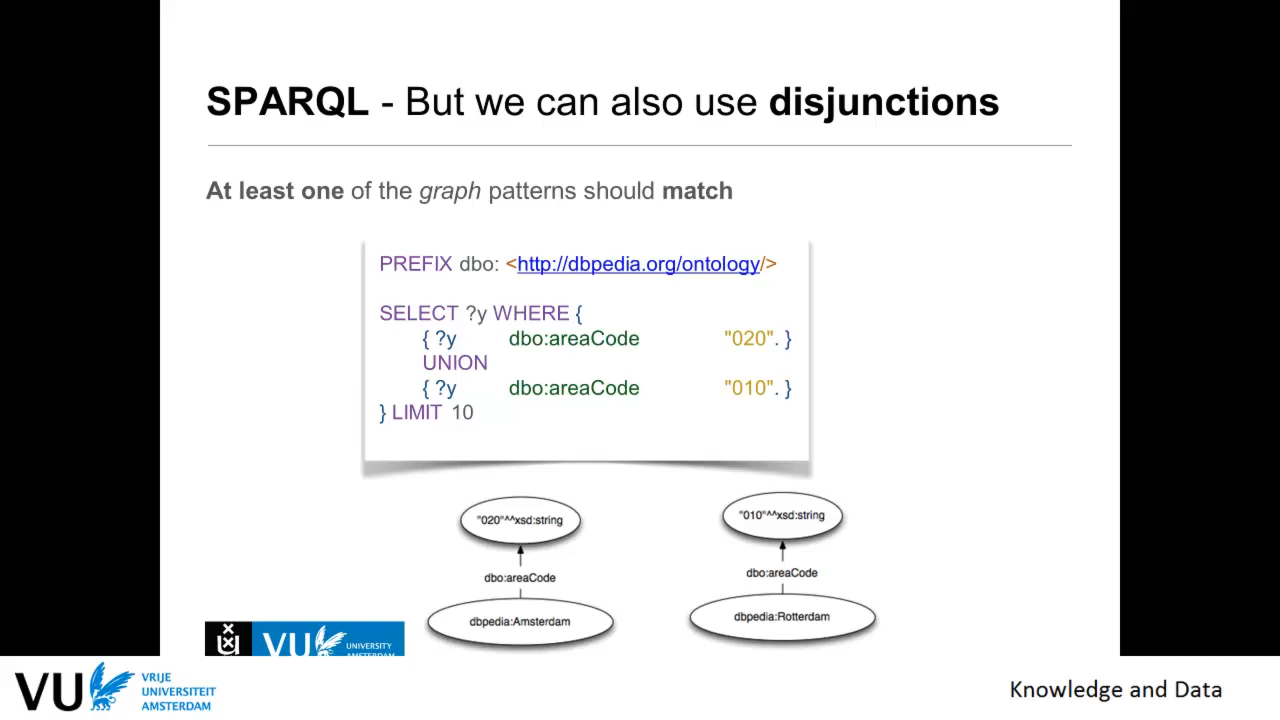 SPARQL - But we can also use disjunctions
At least one of the graph patterns should match
PREFIX dbo: <http://dbpedia.org/ontology/>
SELECT ?y WHERE {
{ ?y dbo:areaCode "020". }
UNION
{ ?y dbo:areaCode "010". }
} LIMIT 10
"020"^^xsd:string
"010"^^xsd:string
dbo:areaCode
dbo:areaCode
dbpedia:Amsterdam
dbpedia:Rotterdam
VU UNIVERSITY
AMSTERDAM
VU VRIJE
UNIVERSITEIT
AMSTERDAM
Knowledge and Data